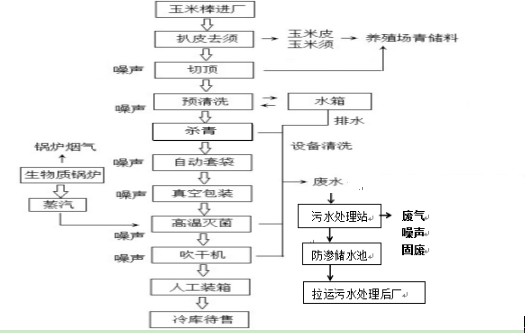 玉米棒进厂
扒皮去须
玉米皮
玉米须
养殖场青储料
噪声
切顶
噪声
预清洗
水箱
排水
杀青
设备清洗
锅炉烟气
噪声
自动套袋
生物质锅炉
废水
噪声
真空包装
蒸汽
污水处理站
废气
噪声
固废
高温灭菌
噪声
噪声
吹干机
防渗储水池
人工装箱
拉运污水处理后厂
冷库待售